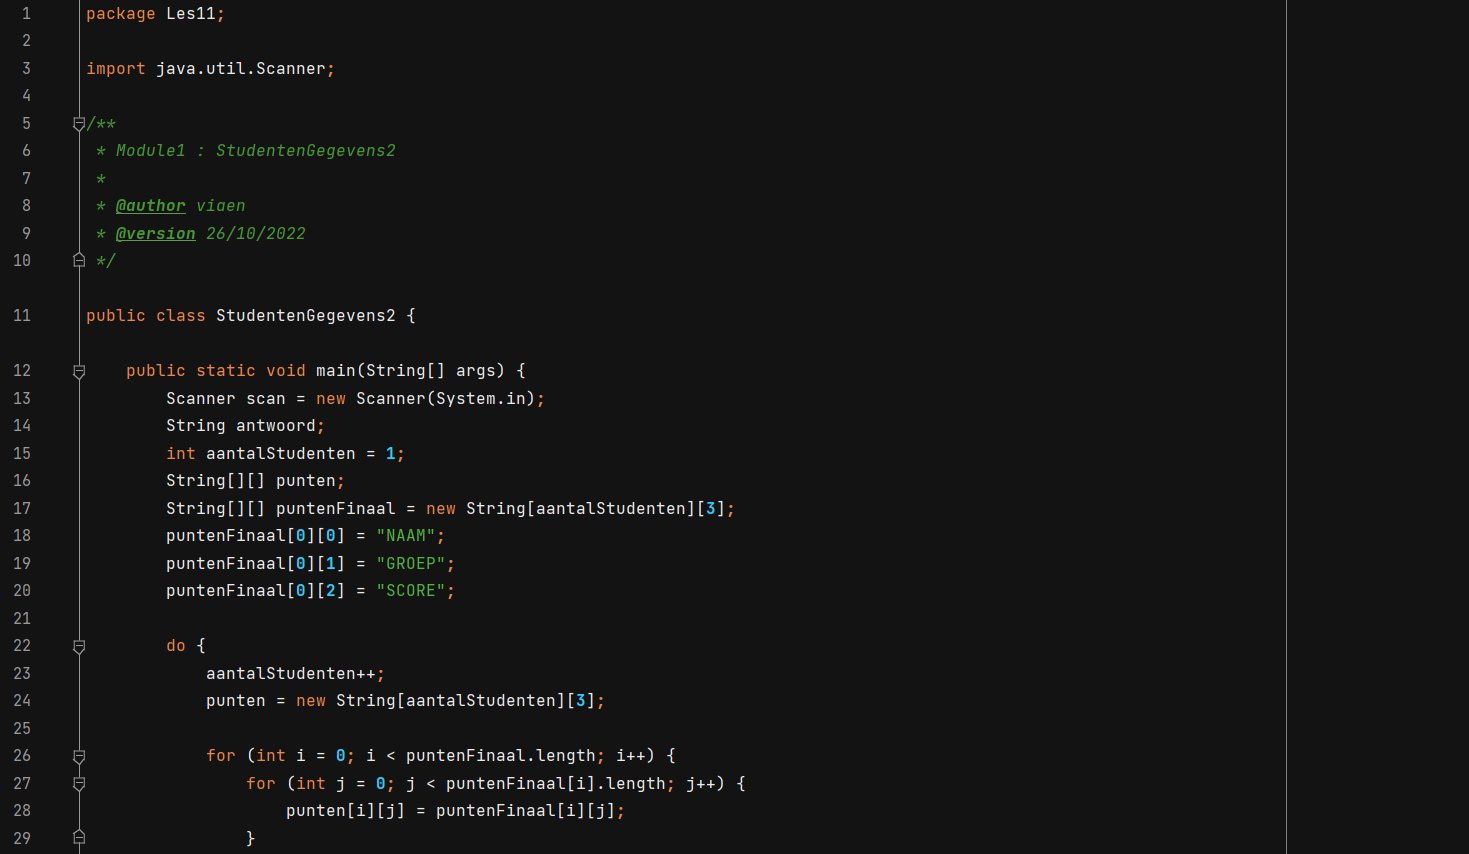 1 package Les11;
2
3 import java.util.Scanner;
4
5 /**
6  * Module1 : StudentenGegevens2
7  *
8  * @author viaen
9  * @version 26/10/2022
10  */
11 public class StudentenGegevens2 {
12     public static void main(String[] args) {
13         Scanner scan = new Scanner(System.in);
14         String antwoord;
15         int aantalStudenten = 1;
16         String[][] punten;
17         String[][] puntenFinaal = new String[aantalStudenten][3];
18         puntenFinaal[0][0] = "NAAM";
19         puntenFinaal[0][1] = "GROEP";
20         puntenFinaal[0][2] = "SCORE";
21
22         do {
23             aantalStudenten++;
24             punten = new String[aantalStudenten][3];
25
26             for (int i = 0; i < puntenFinaal.length; i++) {
27                 for (int j = 0; j < puntenFinaal[i].length; j++) {
28                     punten[i][j] = puntenFinaal[i][j];
29                 }